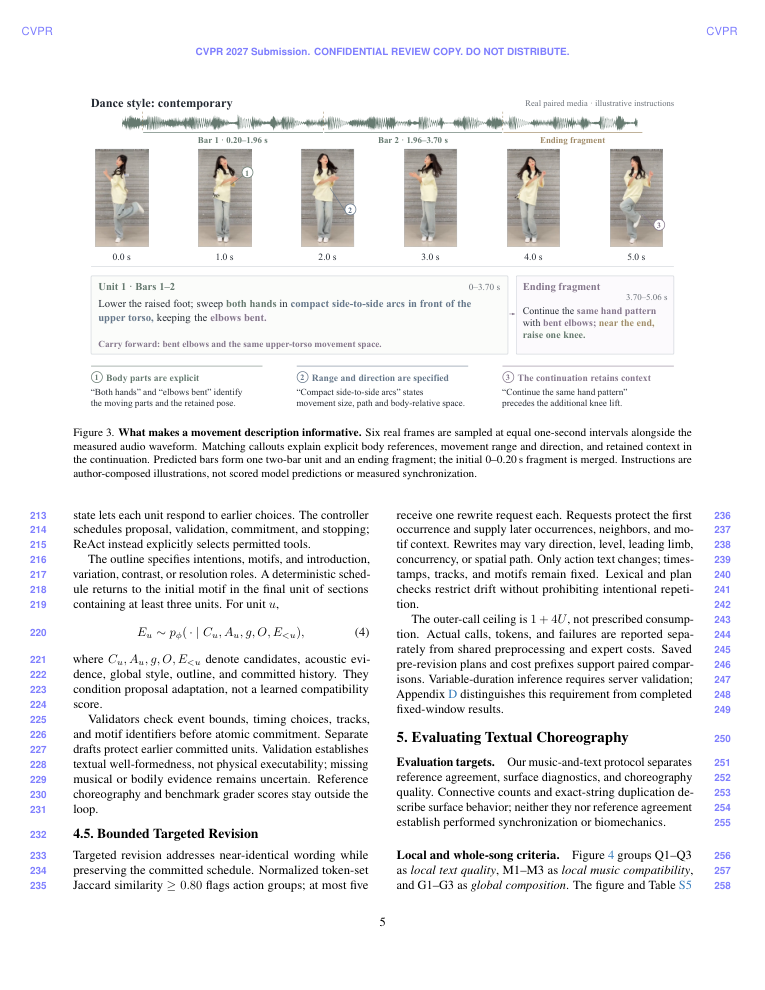 CVPR
CVPR
CVPR 2027 Submission. CONFIDENTIAL REVIEW COPY. DO NOT DISTRIBUTE.
Dance style: contemporary
Real paired media · illustrative instructions
Bar 1 · 0.20–1.96 s
Bar 2 · 1.96–3.70 s
Ending fragment
1
2
3
0.0 s
1.0 s
2.0 s
3.0 s
4.0 s
5.0 s
Unit 1 · Bars 1–2
0–3.70 s
Lower the raised foot; sweep both hands in compact side-to-side arcs in front of the
upper torso, keeping the elbows bent.
Carry forward: bent elbows and the same upper-torso movement space.
Ending fragment
3.70–5.06 s
Continue the same hand pattern
with bent elbows; near the end,
raise one knee.
1 Body parts are explicit
“Both hands” and “elbows bent” identify
the moving parts and the retained pose.
2 Range and direction are specified
“Compact side-to-side arcs” states
movement size, path and body-relative space.
3 The continuation retains context
“Continue the same hand pattern”
precedes the additional knee lift.
Figure 3. What makes a movement description informative. Six real frames are sampled at equal one-second intervals alongside the
measured audio waveform. Matching callouts explain explicit body references, movement range and direction, and retained context in
the continuation. Predicted bars form one two-bar unit and an ending fragment; the initial 0–0.20 s fragment is merged. Instructions are
author-composed illustrations, not scored model predictions or measured synchronization.
213 state lets each unit respond to earlier choices. The controller
214 schedules proposal, validation, commitment, and stopping;
215 ReAct instead explicitly selects permitted tools.
216 The outline specifies intentions, motifs, and introduction,
217 variation, contrast, or resolution roles. A deterministic sched-
218 ule returns to the initial motif in the final unit of sections
219 containing at least three units. For unit u,
220 E_u ∼ p_ϕ( · | C_u, A_u, g, O, E_{<u}), (4)
221 where C_u, A_u, g, O, E_{<u} denote candidates, acoustic evi-
222 dence, global style, outline, and committed history. They
223 condition proposal adaptation, not a learned compatibility
224 score.
225 Validators check event bounds, timing choices, tracks,
226 and motif identifiers before atomic commitment. Separate
227 drafts protect earlier committed units. Validation establishes
228 textual well-formedness, not physical executability; missing
229 musical or bodily evidence remains uncertain. Reference
230 choreography and benchmark grader scores stay outside the
231 loop.
232 4.5. Bounded Targeted Revision
233 Targeted revision addresses near-identical wording while
234 preserving the committed schedule. Normalized token-set
235 Jaccard similarity ≥ 0.80 flags action groups; at most five
receive one rewrite request each. Requests protect the first 236
occurrence and supply later occurrences, neighbors, and mo- 237
tif context. Rewrites may vary direction, level, leading limb, 238
concurrency, or spatial path. Only action text changes; times- 239
tamps, tracks, and motifs remain fixed. Lexical and plan 240
checks restrict drift without prohibiting intentional repeti- 241
tion. 242
The outer-call ceiling is 1 + 4U, not prescribed consump- 243
tion. Actual calls, tokens, and failures are reported sepa- 244
rately from shared preprocessing and expert costs. Saved 245
pre-revision plans and cost prefixes support paired compar- 246
isons. Variable-duration inference requires server validation; 247
Appendix D distinguishes this requirement from completed 248
fixed-window results. 249
5. Evaluating Textual Choreography 250
Evaluation targets. Our music-and-text protocol separates 251
reference agreement, surface diagnostics, and choreography 252
quality. Connective counts and exact-string duplication de- 253
scribe surface behavior; neither they nor reference agreement 254
establish performed synchronization or biomechanics. 255
Local and whole-song criteria. Figure 4 groups Q1–Q3 256
as local text quality, M1–M3 as local music compatibility, 257
and G1–G3 as global composition. The figure and Table S5 258
5